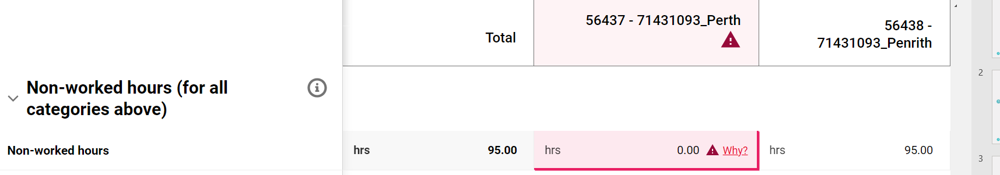 56437 - 71431093_Perth
56438 -
Total
71431093_Penrith
Non-worked hours (for all
categories above)
Non-worked hours
hrs 95.00
hrs 0.00 Why?
hrs 95.00
2
3